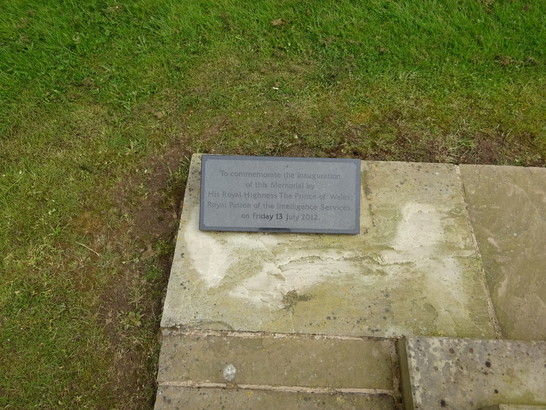 To commemorate the inauguration
of this Memorial by
His Royal Highness The Prince of Wales,
Royal Patron of the Intelligence Services,
on Friday 13 July 2012.